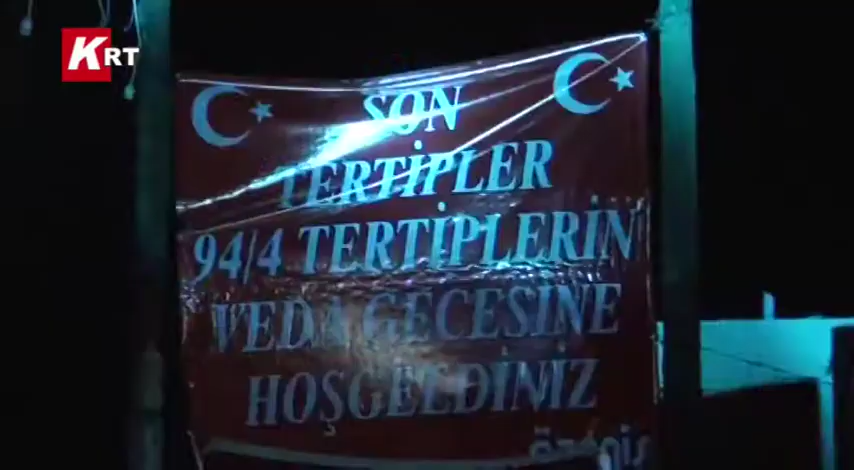 KRT
SON
TERTİPLER
94/4 TERTİPLERİN
VEDA GECESİNE
HOŞGELDİNİZ